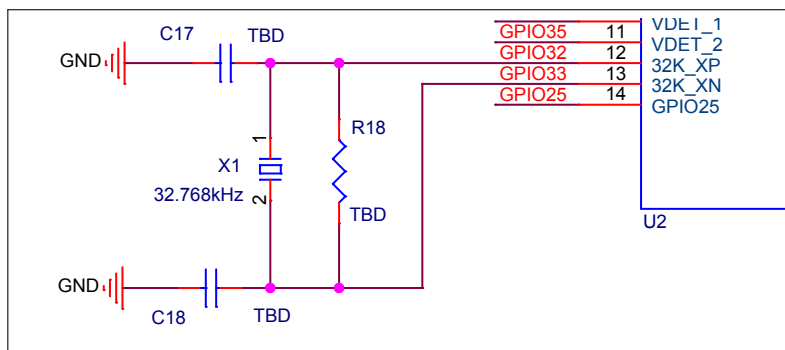 C17
TBD
GND
VDET_1
GPIO35
11
VDET_2
GPIO32
12
32K_XP
GPIO33
13
32K_XN
GPIO25
14
GPIO25
R18
1
X1
32.768kHz
2
TBD
U2
GND
C18
TBD